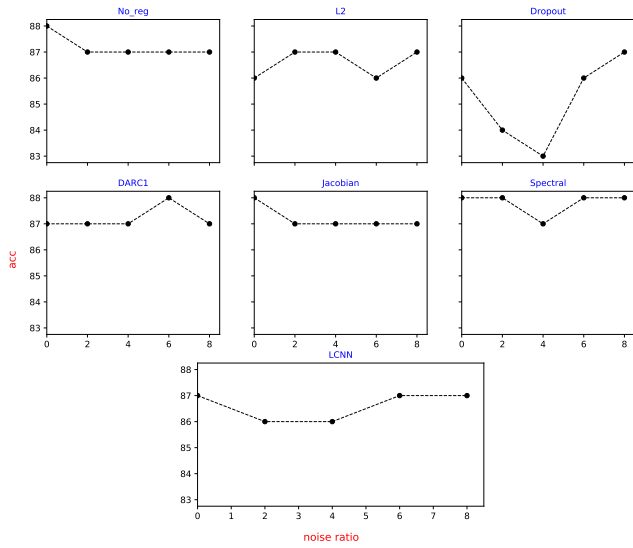 No_reg L2 Dropout
88
87
86
85
84
83
DARC1 Jacobian Spectral
88
87
86
85
84
83
acc
0 2 4 6 8 0 2 4 6 8 0 2 4 6 8
LCNN
88
87
86
85
84
83
0 1 2 3 4 5 6 7 8
noise ratio